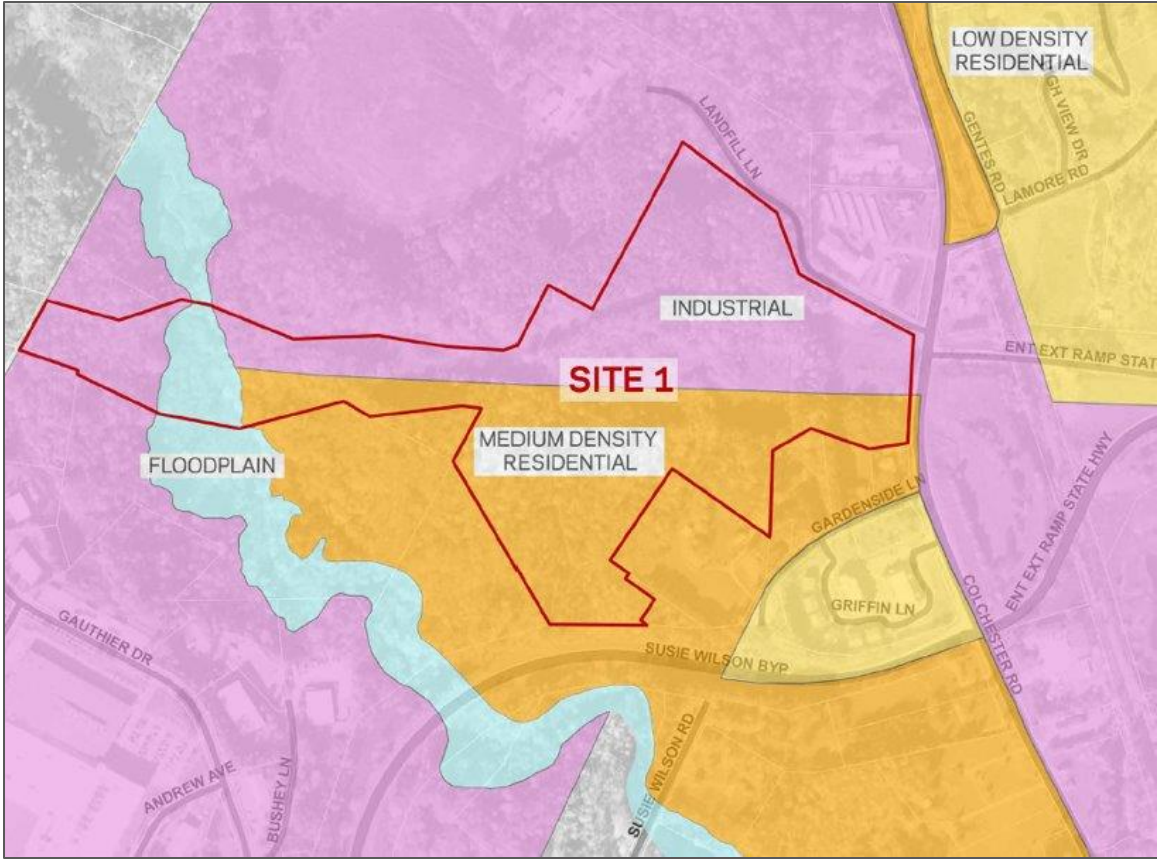 LOW DENSITY
RESIDENTIAL
LANDFILL LN
GENTES RD
GH VIEW DR
LAMORE RD
INDUSTRIAL
ENT EXT RAMP STATE
SITE 1
MEDIUM DENSITY
RESIDENTIAL
FLOODPLAIN
GARDENSIDE LN
ENT EXT RAMP STATE HWY
COLCHESTER RD
GRIFFIN LN
GAUTHIER DR
SUSIE WILSON BYP
ANDREW AVE
BUSHEY LN
SUSIE WILSON RD